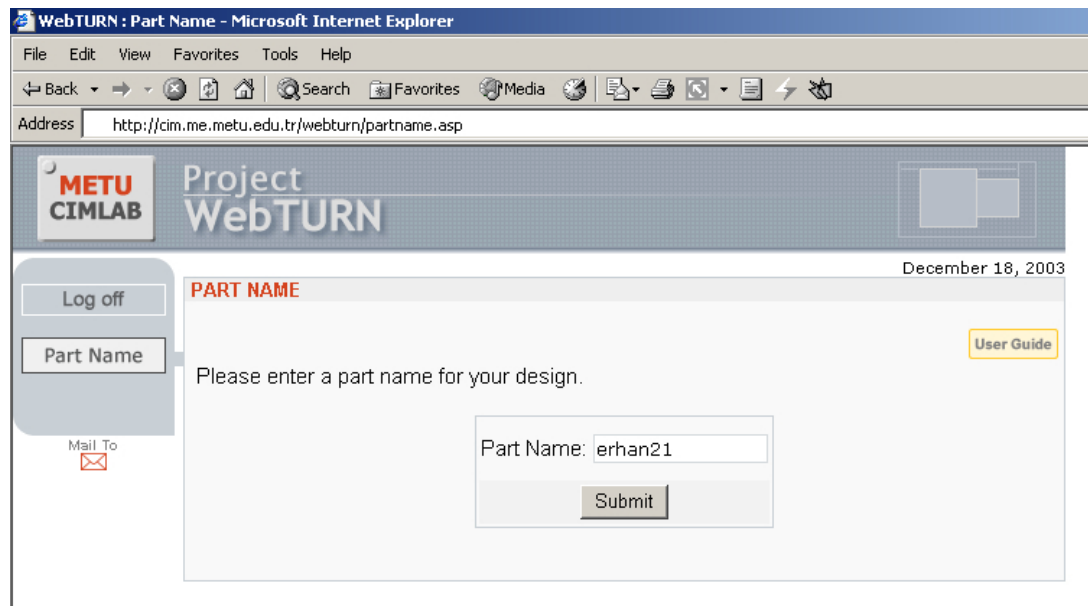 WebTURN : Part Name - Microsoft Internet Explorer
File Edit View Favorites Tools Help
Back Search Favorites Media
Address http://cim.me.metu.edu.tr/webturn/partname.asp
METU
CIMLAB
Project
WebTURN
December 18, 2003
Log off
Part Name
Mail To
PART NAME
User Guide
Please enter a part name for your design.
Part Name: erhan21
Submit